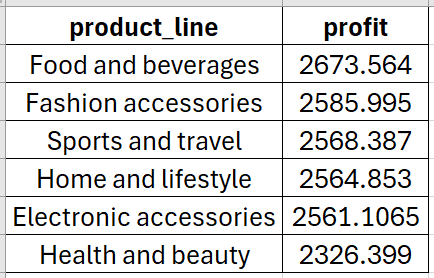 product_line profit
Food and beverages 2673.564
Fashion accessories 2585.995
Sports and travel 2568.387
Home and lifestyle 2564.853
Electronic accessories 2561.1065
Health and beauty 2326.399